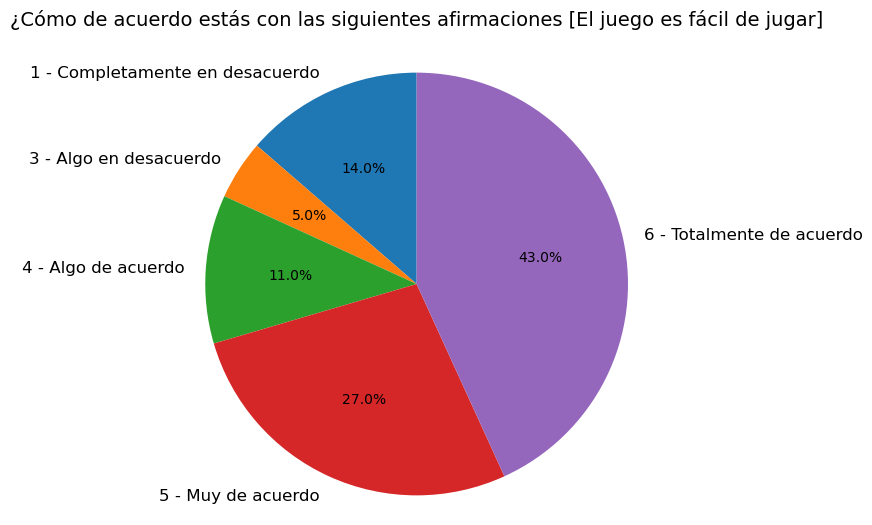 ¿Cómo de acuerdo estás con las siguientes afirmaciones [El juego es fácil de jugar]
1 - Completamente en desacuerdo
14.0%
3 - Algo en desacuerdo
5.0%
6 - Totalmente de acuerdo
43.0%
4 - Algo de acuerdo
11.0%
27.0%
5 - Muy de acuerdo